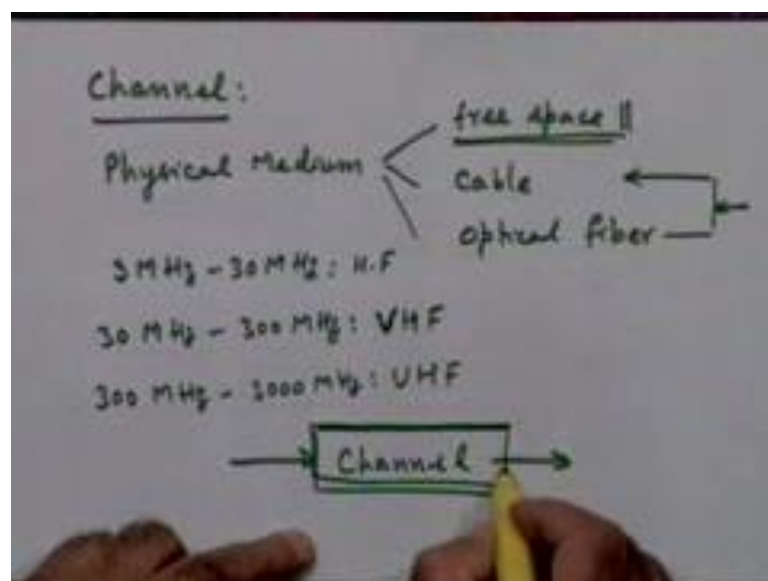 Channel:
free space
Physical Medium
Cable
Optical fiber
3 MHz - 30 MHz: H.F
30 MHz - 300 MHz: VHF
300 MHz - 3000 MHz: UHF
Channel